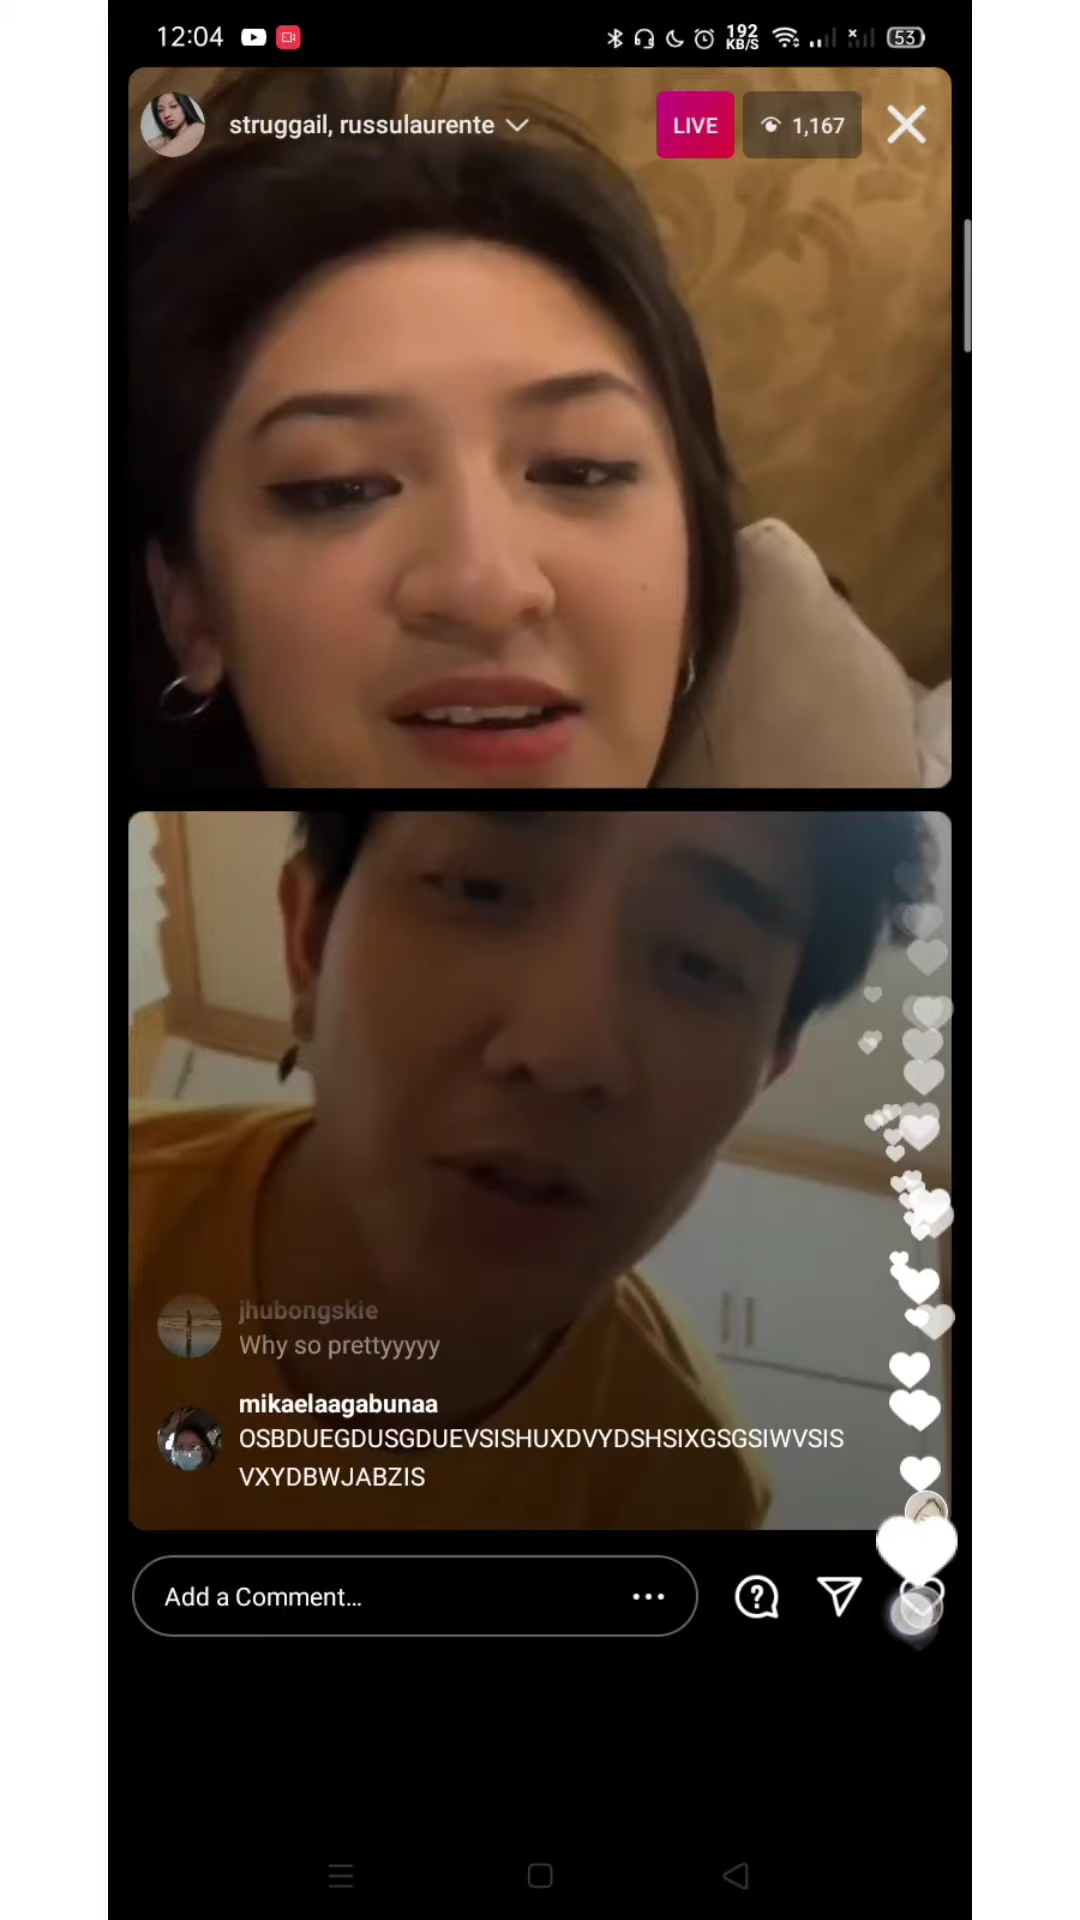 12:04
192
KB/S
53
struggail, russulaurente
LIVE
1,167
jhubongskie
Why so prettyyyyy
mikaelaagabunaa
OSBDUEGDUSGDUEVSISHUXDVYDSHSIXGSGSIWVSIS
VXYDBWJABZIS
Add a Comment...